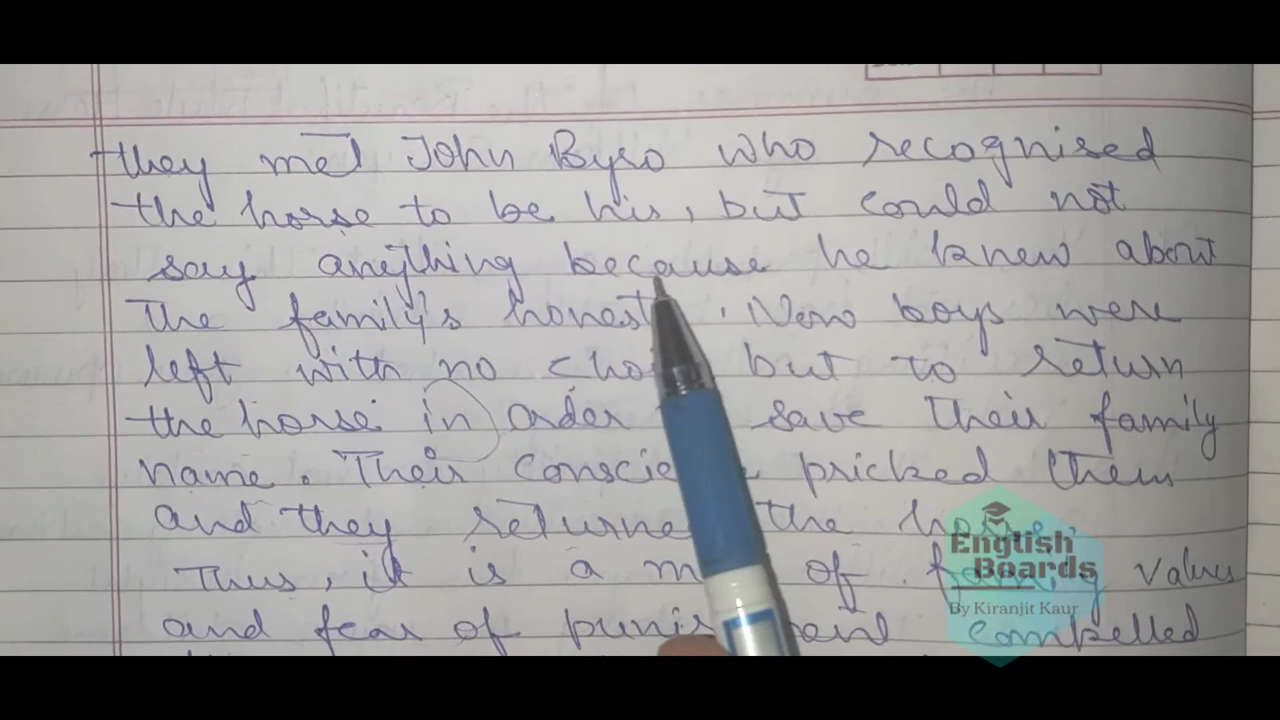 they met John Byro who recognised
the horse to be his, but could not
say anything because he knew about
the family's honest . Now boys were
left with no but to return
the horse in order save their family
name. Their pricked them
and they the horse.
Thus, it is a of family values
and fear of compelled
English
Boards
By Kiranjit Kaur